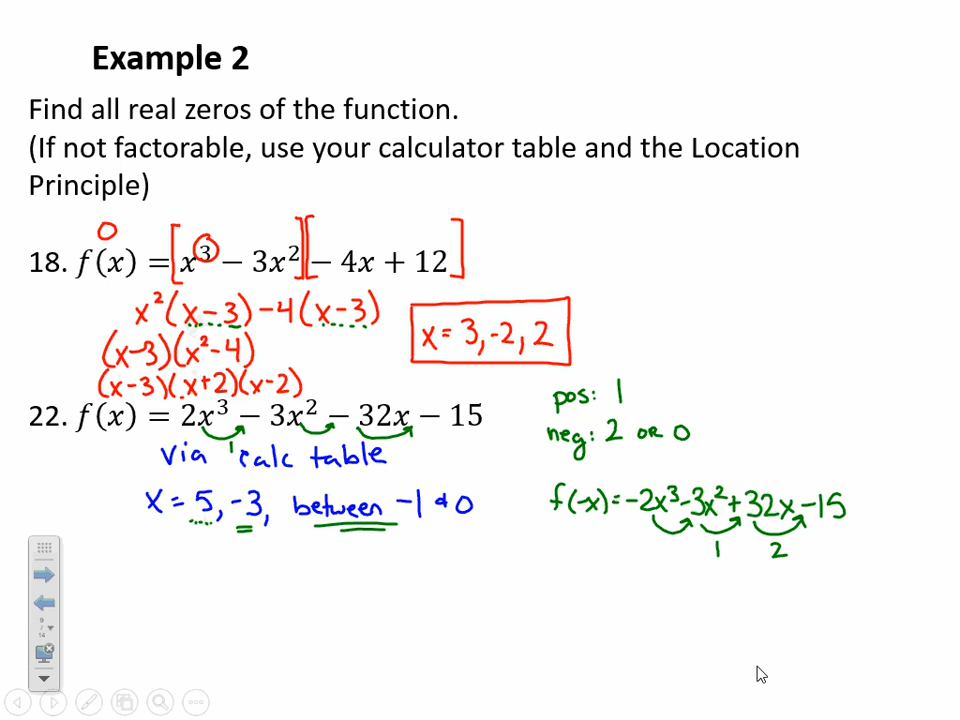 Example 2
Find all real zeros of the function.
(If not factorable, use your calculator table and the Location
Principle)
0
18. f(x) = [x³ − 3x²][− 4x + 12]
x²(x−3) −4(x−3)
x = 3, -2, 2
(x−3)(x²−4)
(x−3)(x+2)(x−2)
22. f(x) = 2x³ − 3x² − 32x − 15
pos: 1
neg: 2 OR 0
1
via calc table
x = 5, -3, between -1 & 0
f(-x) = -2x³-3x²+32x-15
1 2
9
/
14